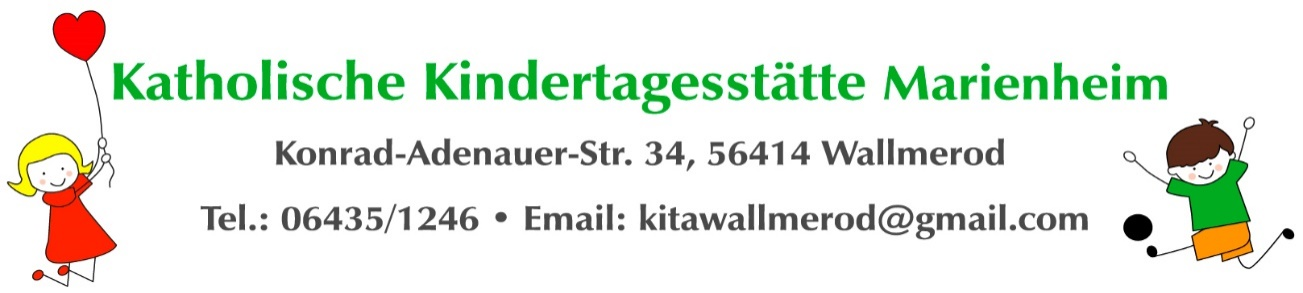 Katholische Kindertagesstätte Marienheim
Konrad-Adenauer-Str. 34, 56414 Wallmerod
Tel.: 06435/1246 • Email: kitawallmerod@gmail.com